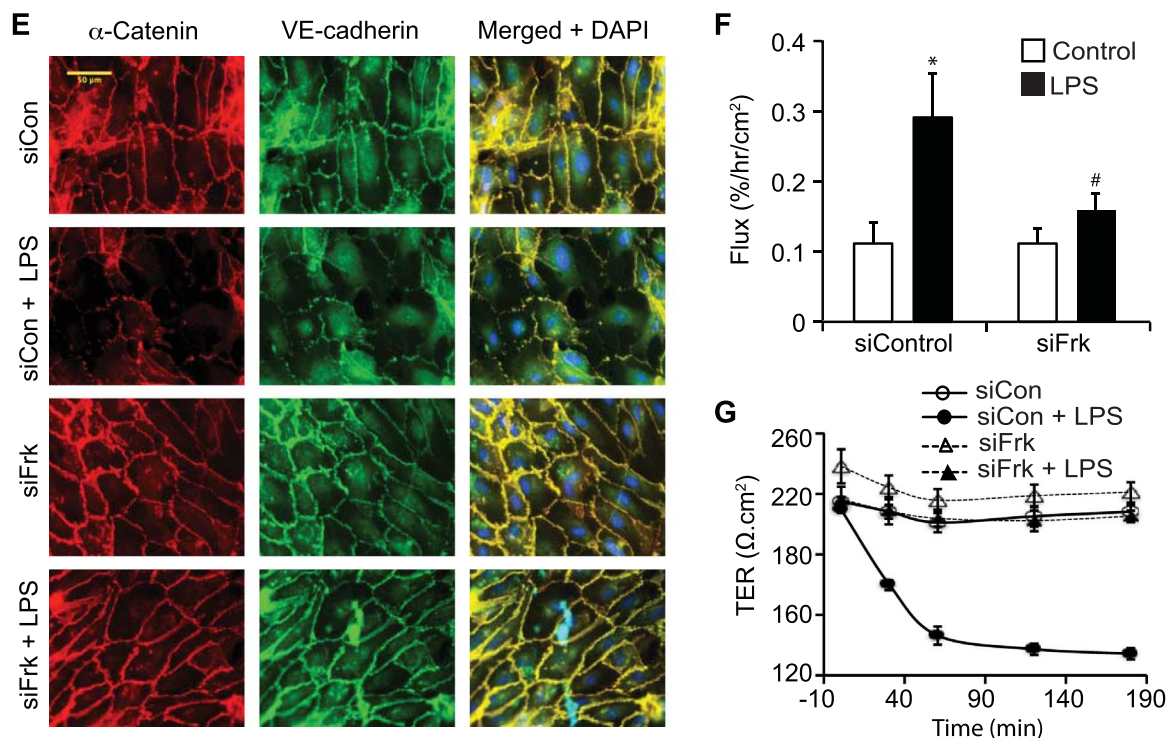 E
α-Catenin VE-cadherin Merged + DAPI
50 µm
siCon
siCon + LPS
siFrk
siFrk + LPS
F
Flux (%/hr/cm²)
0.4
0.3
0.2
0.1
0
*
#
Control
LPS
siControl siFrk
G
siCon
siCon + LPS
siFrk
siFrk + LPS
TER (Ω.cm²)
260
220
180
160
120
-10 40 90 140 190
Time (min)